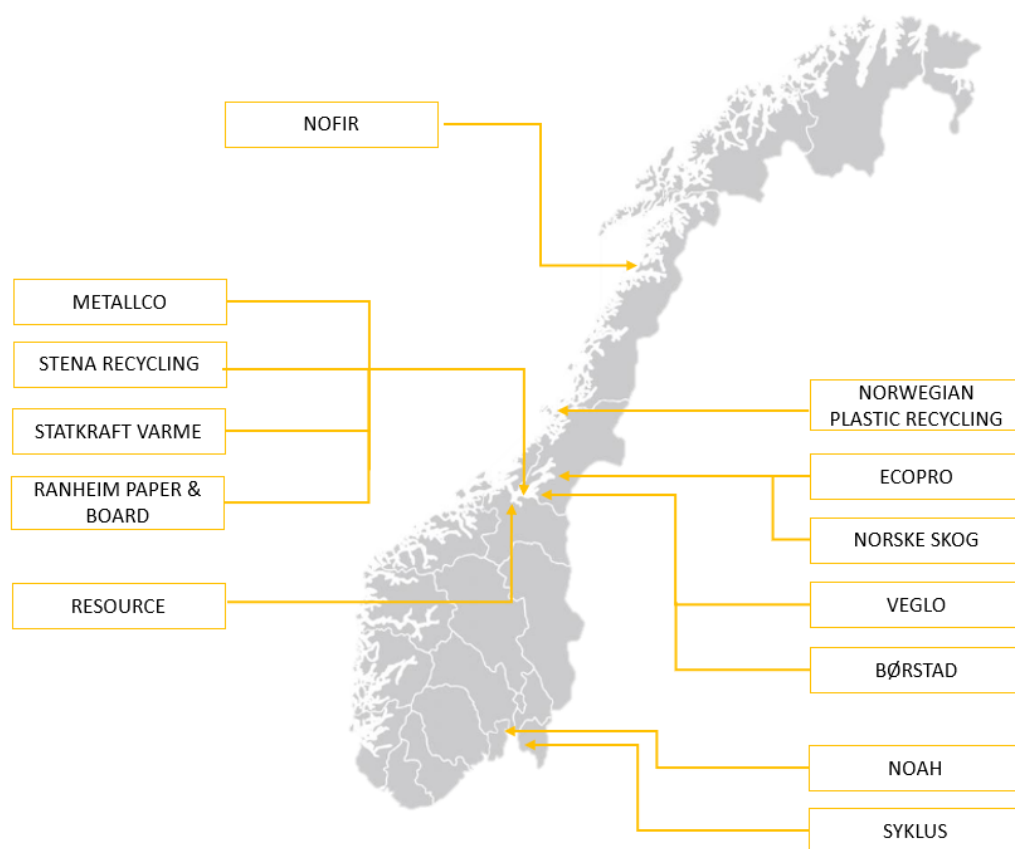 NOFIR
METALLCO
STENA RECYCLING
STATKRAFT VARME
RANHEIM PAPER &
BOARD
RESOURCE
NORWEGIAN
PLASTIC RECYCLING
ECOPRO
NORSKE SKOG
VEGLO
BØRSTAD
NOAH
SYKLUS